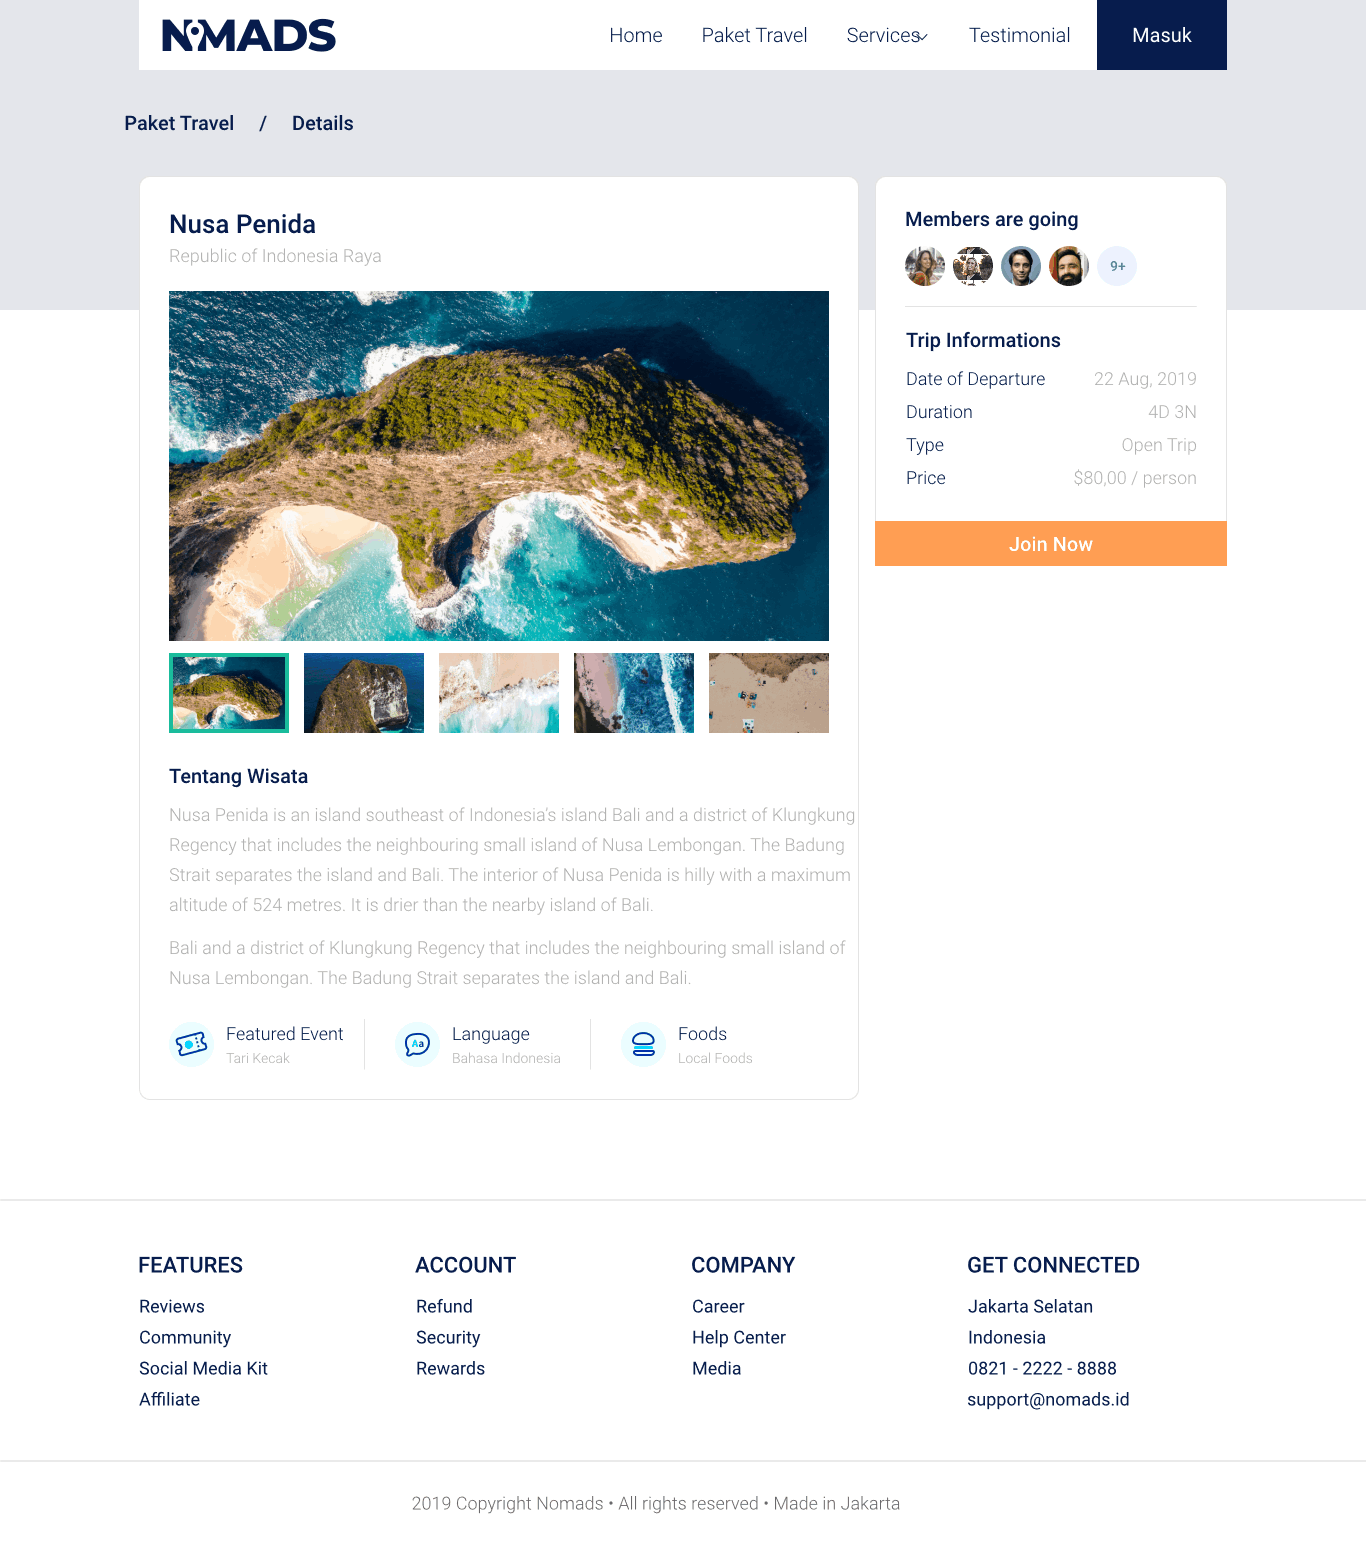 NOMADS
Home Paket Travel Services Testimonial Masuk
Paket Travel / Details
Nusa Penida
Republic of Indonesia Raya
Tentang Wisata
Nusa Penida is an island southeast of Indonesia's island Bali and a district of Klungkung
Regency that includes the neighbouring small island of Nusa Lembongan. The Badung
Strait separates the island and Bali. The interior of Nusa Penida is hilly with a maximum
altitude of 524 metres. It is drier than the nearby island of Bali.
Bali and a district of Klungkung Regency that includes the neighbouring small island of
Nusa Lembongan. The Badung Strait separates the island and Bali.
Featured Event
Tari Kecak
Aa
Language
Bahasa Indonesia
Foods
Local Foods
Members are going
9+
Trip Informations
Date of Departure 22 Aug, 2019
Duration 4D 3N
Type Open Trip
Price $80,00 / person
Join Now
FEATURES
Reviews
Community
Social Media Kit
Affiliate
ACCOUNT
Refund
Security
Rewards
COMPANY
Career
Help Center
Media
GET CONNECTED
Jakarta Selatan
Indonesia
0821 - 2222 - 8888
support@nomads.id
2019 Copyright Nomads • All rights reserved • Made in Jakarta